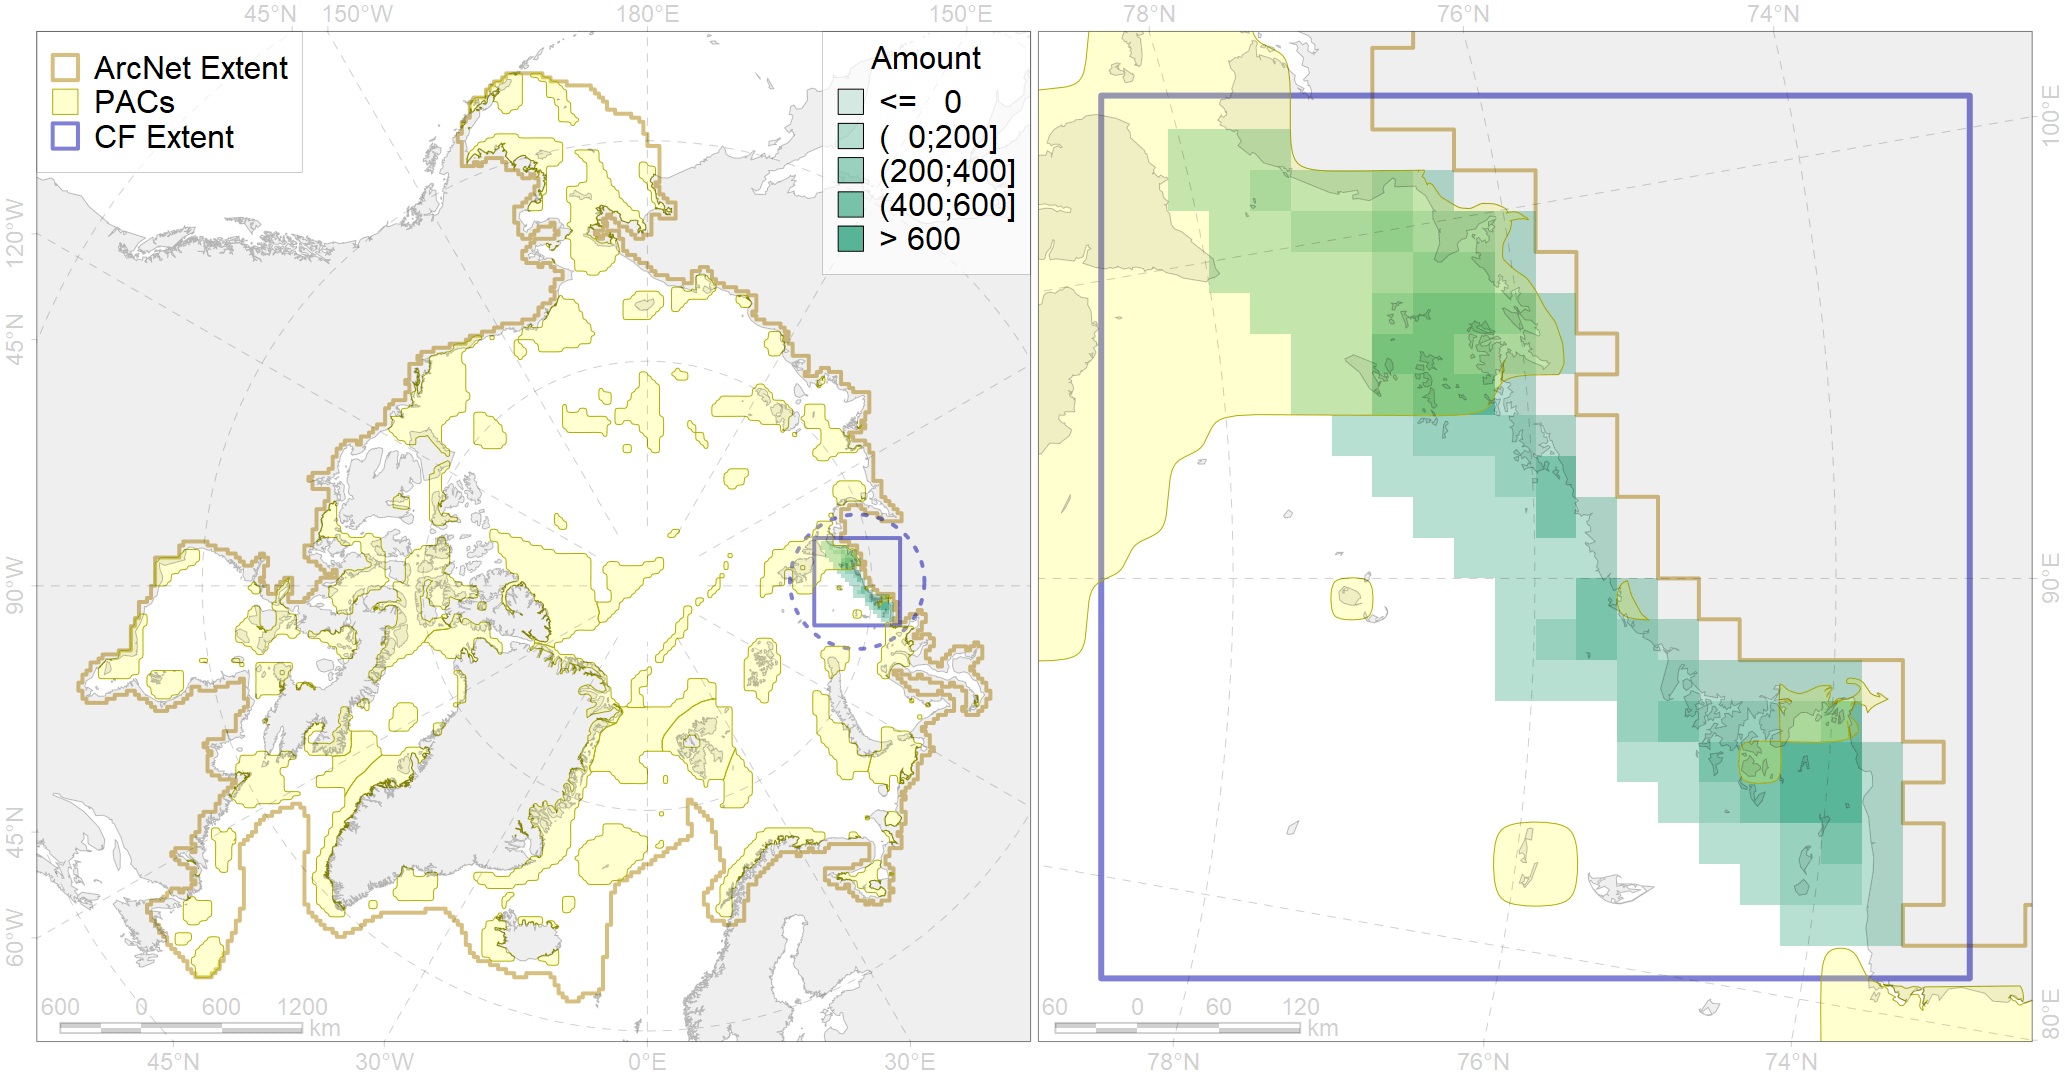 45°N 150°W 180°E 150°E 78°N 76°N 74°N
ArcNet Extent
PACs
CF Extent
Amount
<= 0
( 0;200]
(200;400]
(400;600]
> 600
120°W
45°N
90°W
45°N
60°W
100°E
90°E
80°E
600 0 600 1200
km
60 0 60 120
km
45°N 30°W 0°E 30°E 78°N 76°N 74°N